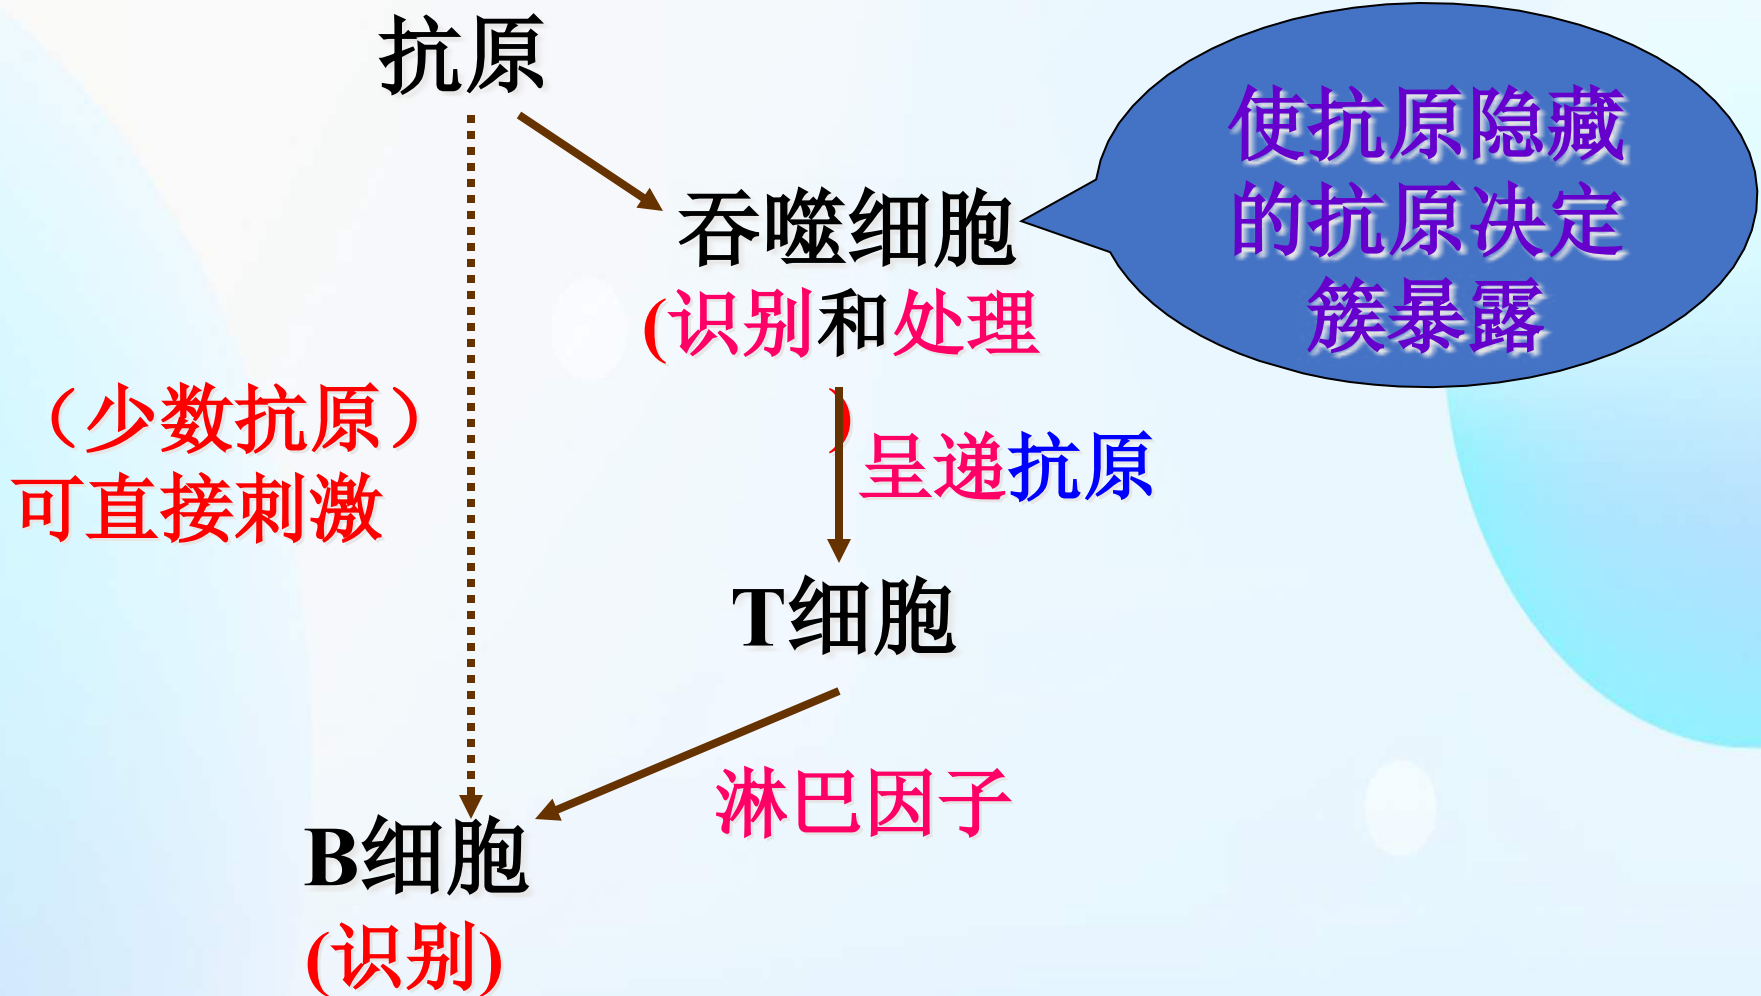 抗原
使抗原隐藏
的抗原决定
簇暴露
吞噬细胞
(识别和处理
)
（少数抗原）
可直接刺激
呈递抗原
T细胞
淋巴因子
B细胞
(识别)